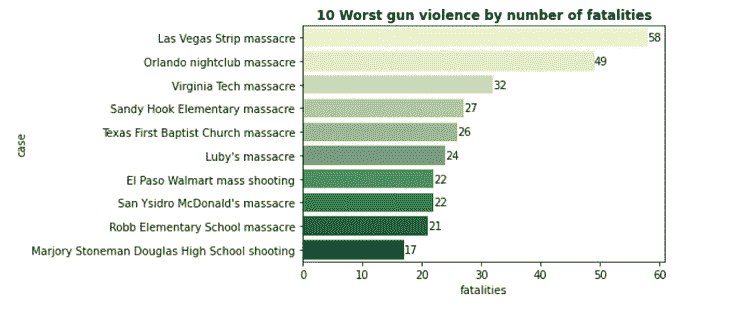 10 Worst gun violence by number of fatalities
Las Vegas Strip massacre 58
Orlando nightclub massacre 49
Virginia Tech massacre 32
Sandy Hook Elementary massacre 27
Texas First Baptist Church massacre 26
Luby's massacre 24
El Paso Walmart mass shooting 22
San Ysidro McDonald's massacre 22
Robb Elementary School massacre 21
Marjory Stoneman Douglas High School shooting 17
case
0 10 20 30 40 50 60
fatalities